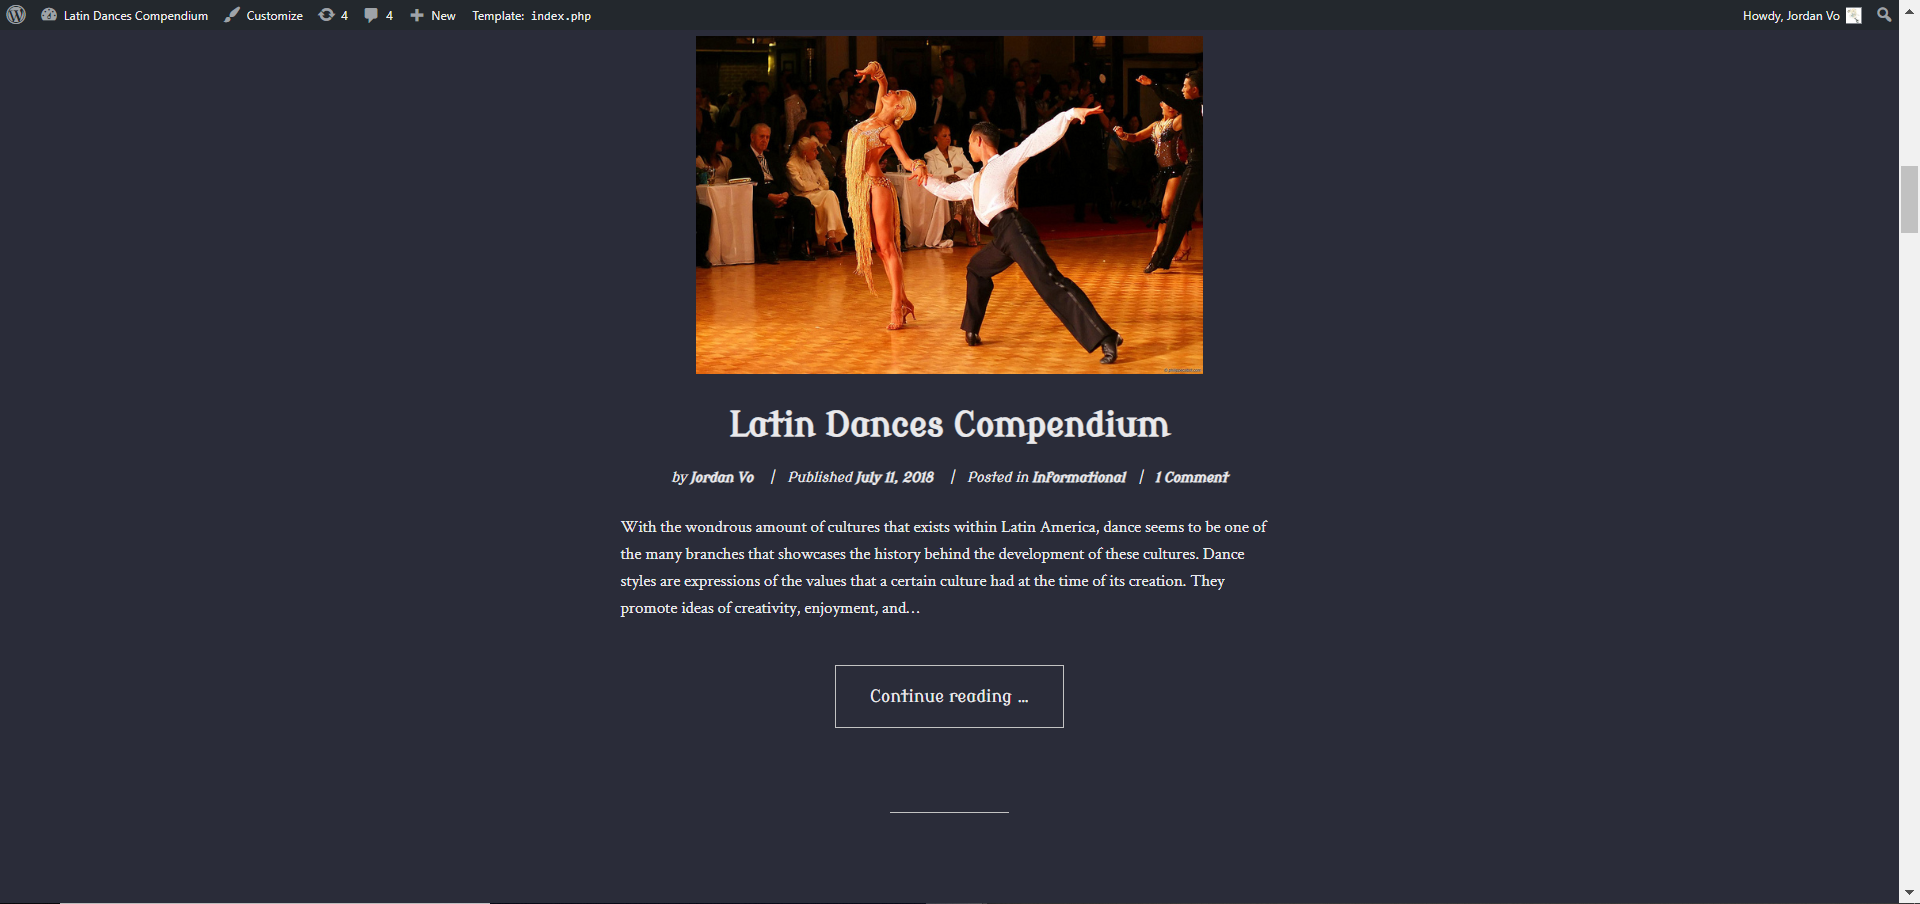 Latin Dances Compendium Customize 4 4 New Template: index.php Howdy, Jordan Vo
Latin Dances Compendium
by Jordan Vo | Published July 11, 2018 | Posted in Informational | 1 Comment
With the wondrous amount of cultures that exists within Latin America, dance seems to be one of
the many branches that showcases the history behind the development of these cultures. Dance
styles are expressions of the values that a certain culture had at the time of its creation. They
promote ideas of creativity, enjoyment, and…
Continue reading ...